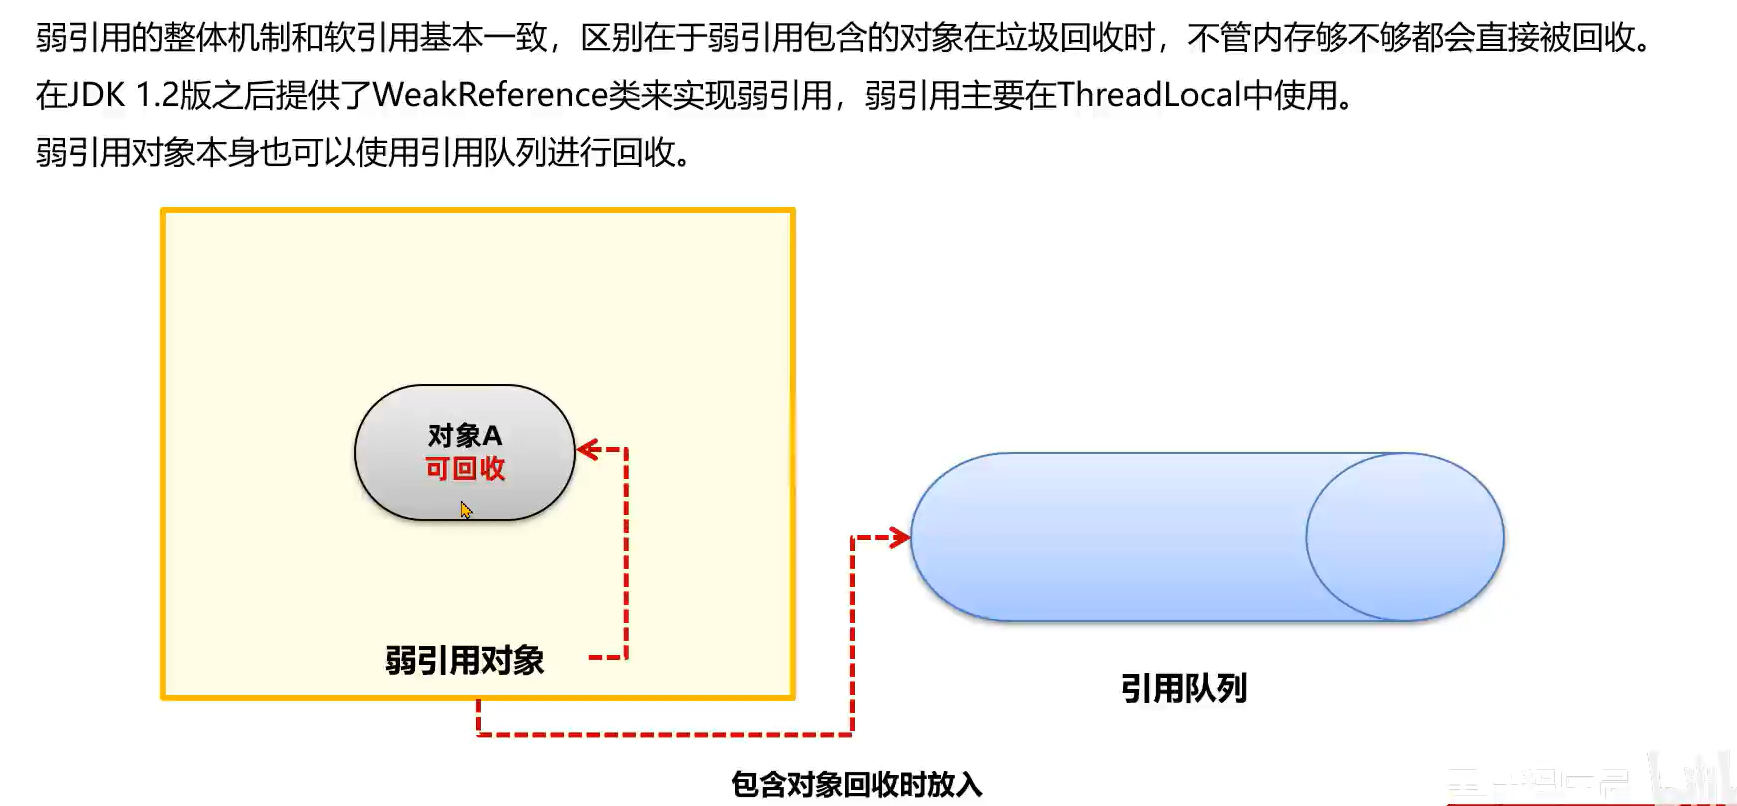 弱引用的整体机制和软引用基本一致，区别在于弱引用包含的对象在垃圾回收时，不管内存够不够都会直接被回收。
在JDK 1.2版之后提供了WeakReference类来实现弱引用，弱引用主要在ThreadLocal中使用。
弱引用对象本身也可以使用引用队列进行回收。
对象A
可回收
弱引用对象
引用队列
包含对象回收时放入